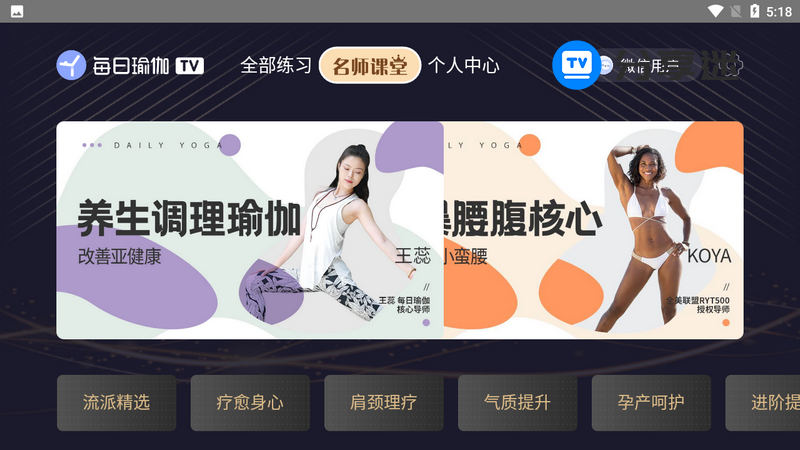 5:18
每日瑜伽 TV
全部练习 名师课堂 个人中心
TV
微信用户
DAILY YOGA
养生调理瑜伽
改善亚健康
王蕊
//
王蕊 每日瑜伽
核心导师
LY YOGA
腰腹核心
小蛮腰
KOYA
//
全美联盟RYT500
授权导师
流派精选 疗愈身心 肩颈理疗 气质提升 孕产呵护 进阶提